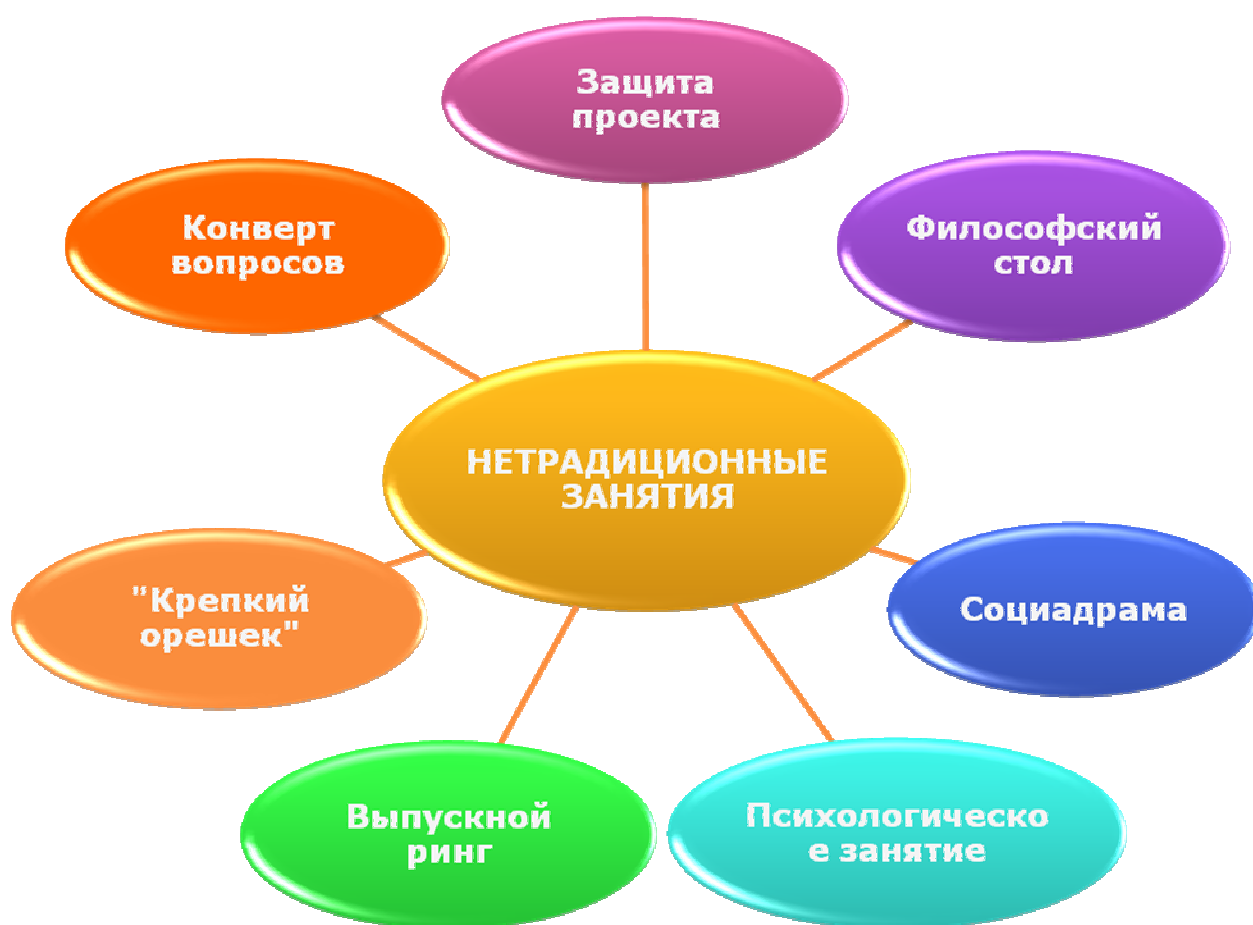 Защита
проекта
Конверт
вопросов
Философский
стол
НЕТРАДИЦИОННЫЕ
ЗАНЯТИЯ
"Крепкий
орешек"
Социадрама
Выпускной
ринг
Психологическо
е занятие